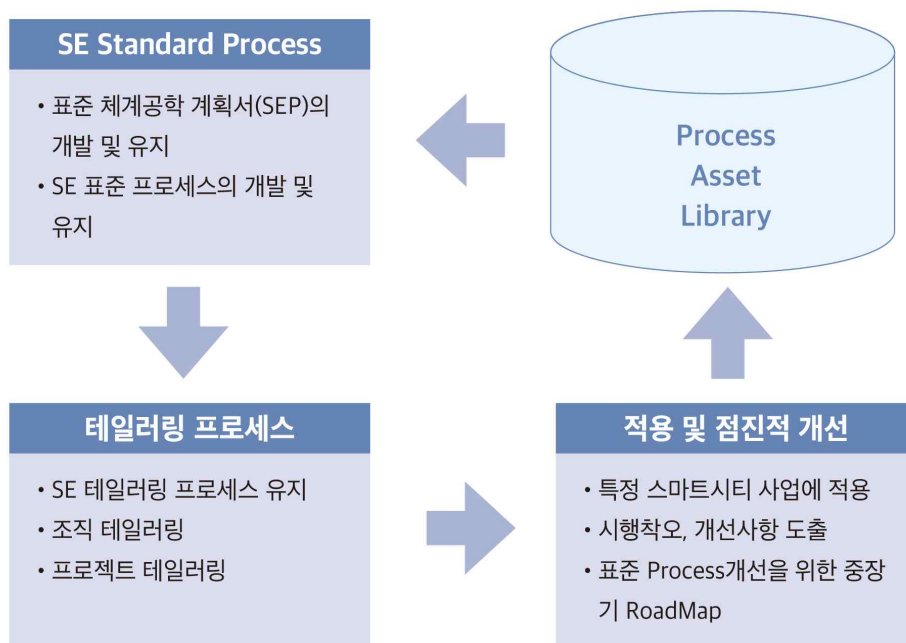 SE Standard Process
• 표준 체계공학 계획서(SEP)의
개발 및 유지
• SE 표준 프로세스의 개발 및
유지
Process
Asset
Library
테일러링 프로세스
• SE 테일러링 프로세스 유지
• 조직 테일러링
• 프로젝트 테일러링
적용 및 점진적 개선
• 특정 스마트시티 사업에 적용
• 시행착오, 개선사항 도출
• 표준 Process개선을 위한 중장
기 RoadMap